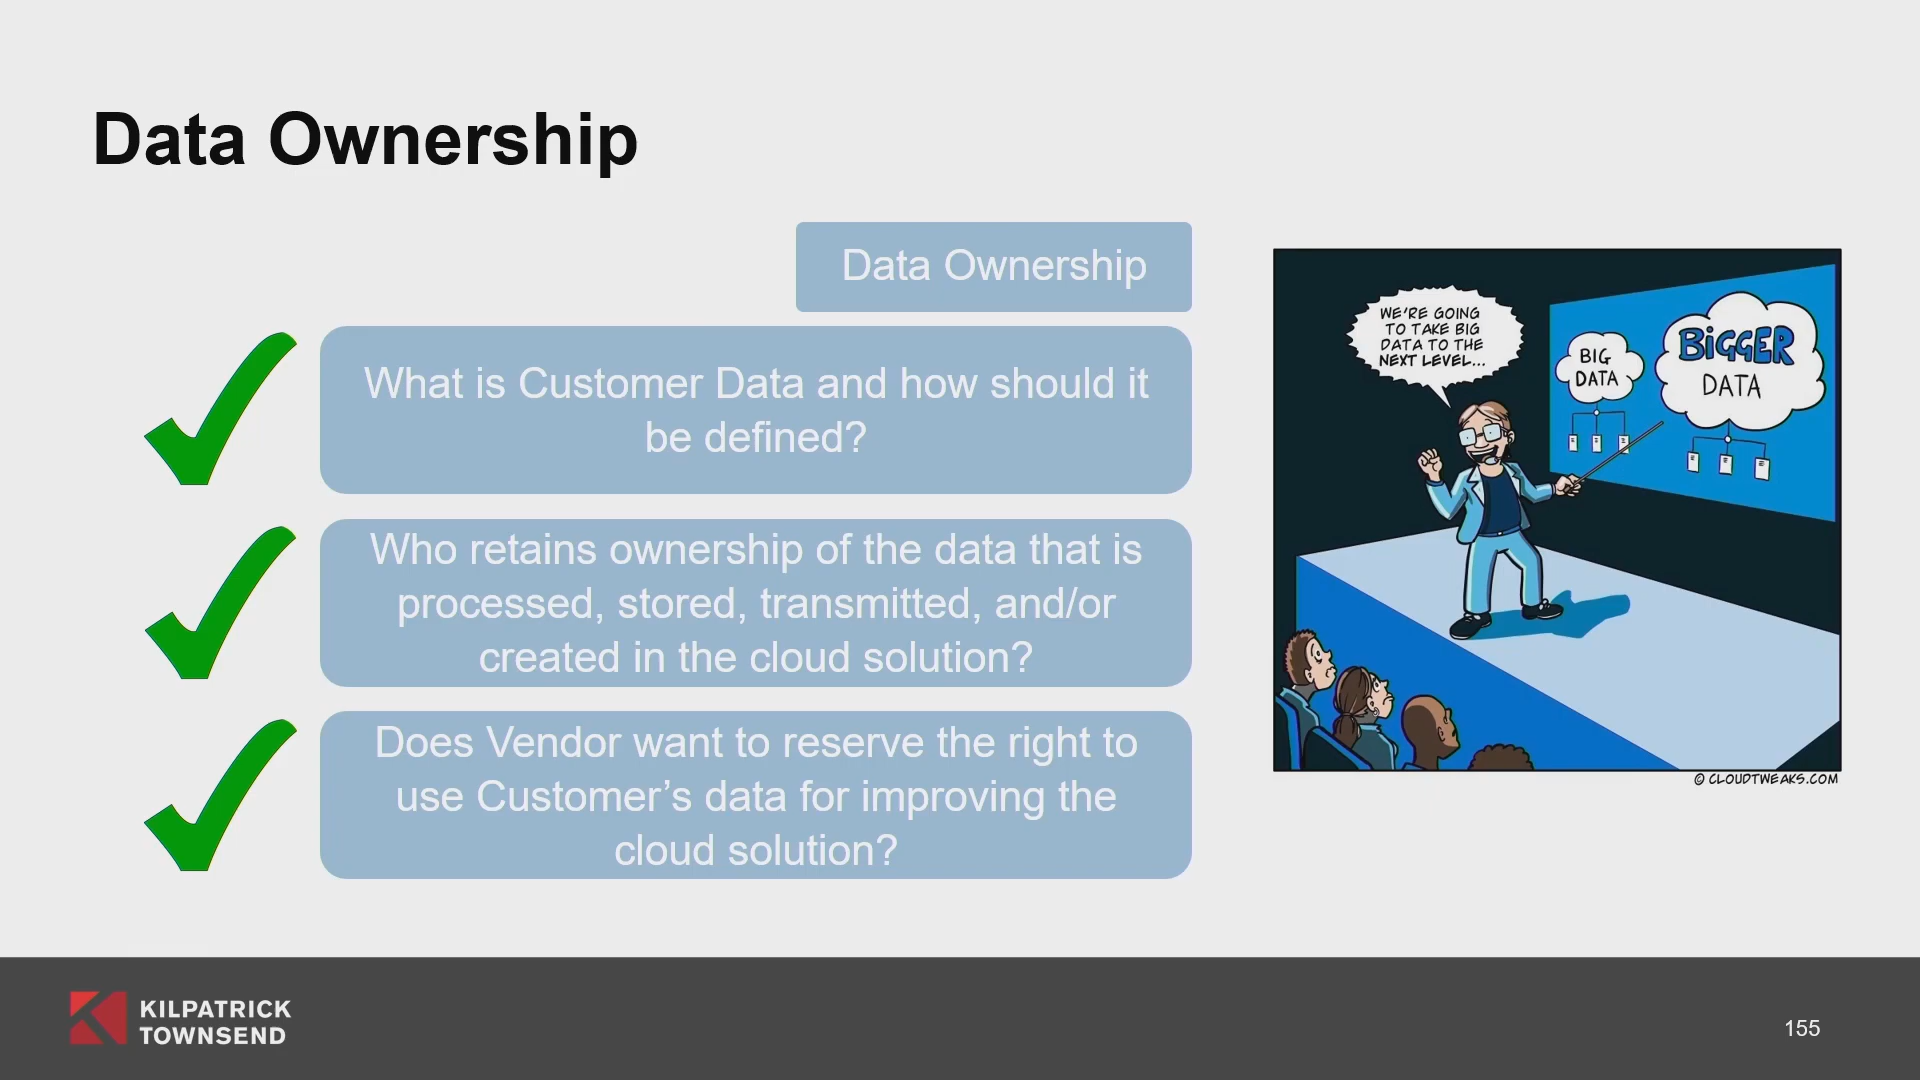 Data Ownership
Data Ownership
What is Customer Data and how should it
be defined?
Who retains ownership of the data that is
processed, stored, transmitted, and/or
created in the cloud solution?
Does Vendor want to reserve the right to
use Customer’s data for improving the
cloud solution?
WE'RE GOING
TO TAKE BIG
DATA TO THE
NEXT LEVEL...
BIG
DATA
BiGGER
DATA
© CLOUDTWEAKS.COM
KILPATRICK
TOWNSEND
155